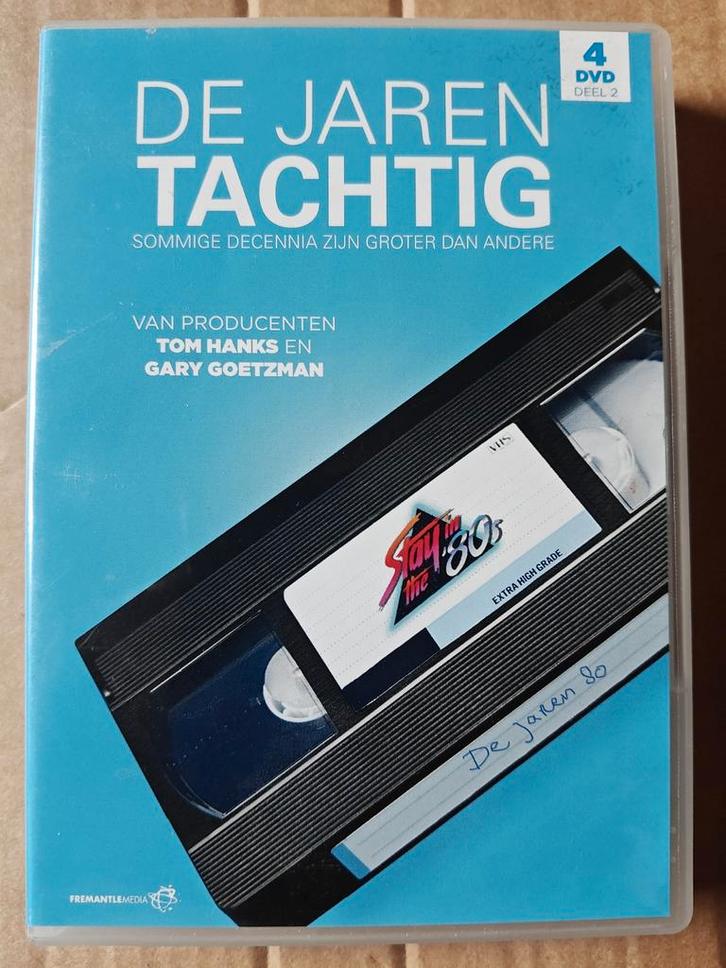 4
DVD
DEEL 2
DE JAREN
TACHTIG
SOMMIGE DECENNIA ZIJN GROTER DAN ANDERE
VAN PRODUCENTEN
TOM HANKS EN
GARY GOETZMAN
VHS
Stay in
the '80s
EXTRA HIGH GRADE
De jaren 80
FREMANTLEMEDIA